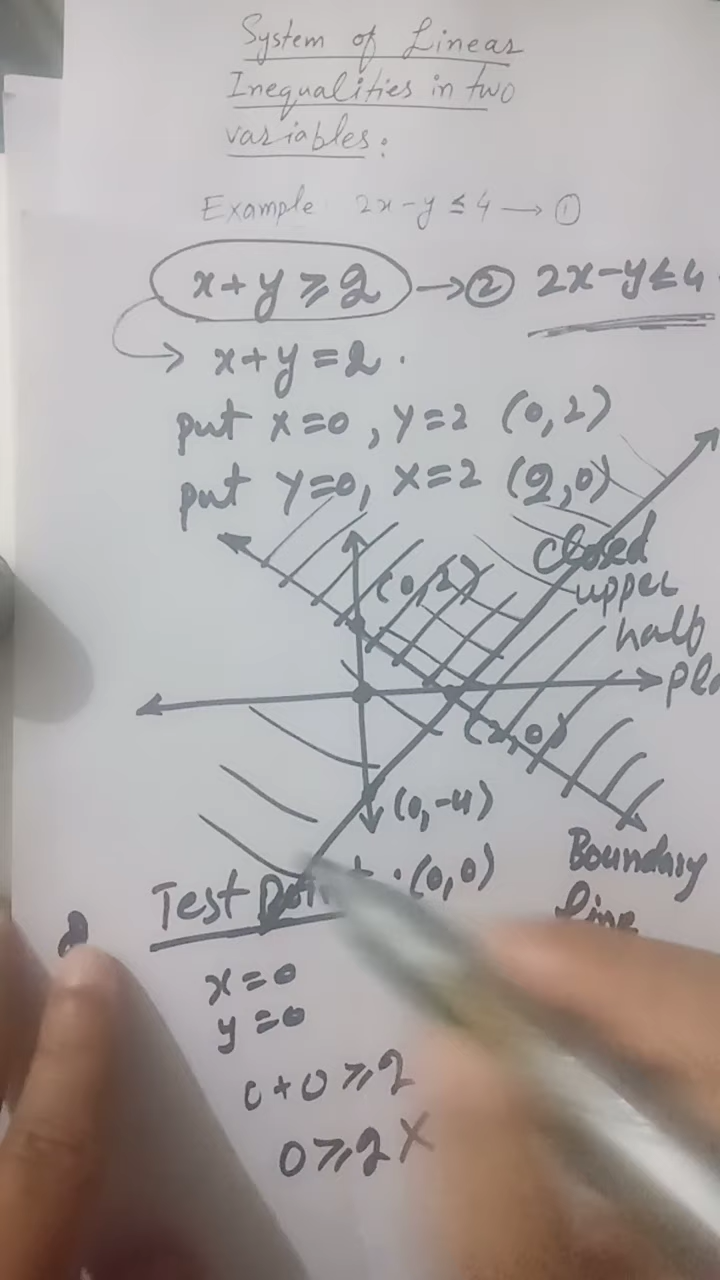 System of Linear
Inequalities in two
variables:
Example 2x-y ≤ 4 → ①
x+y ≥ 2 → ② 2x-y ≤ 4
x+y = 2.
put x=0, y=2 (0,2)
put y=0, x=2 (2,0)
closed
upper
half
(0,2)
(2,0)
(0,-4)
Boundary
line
Test : (0,0)
x=0
y=0
0+0 ≥ 2
0 ≥ 2 X